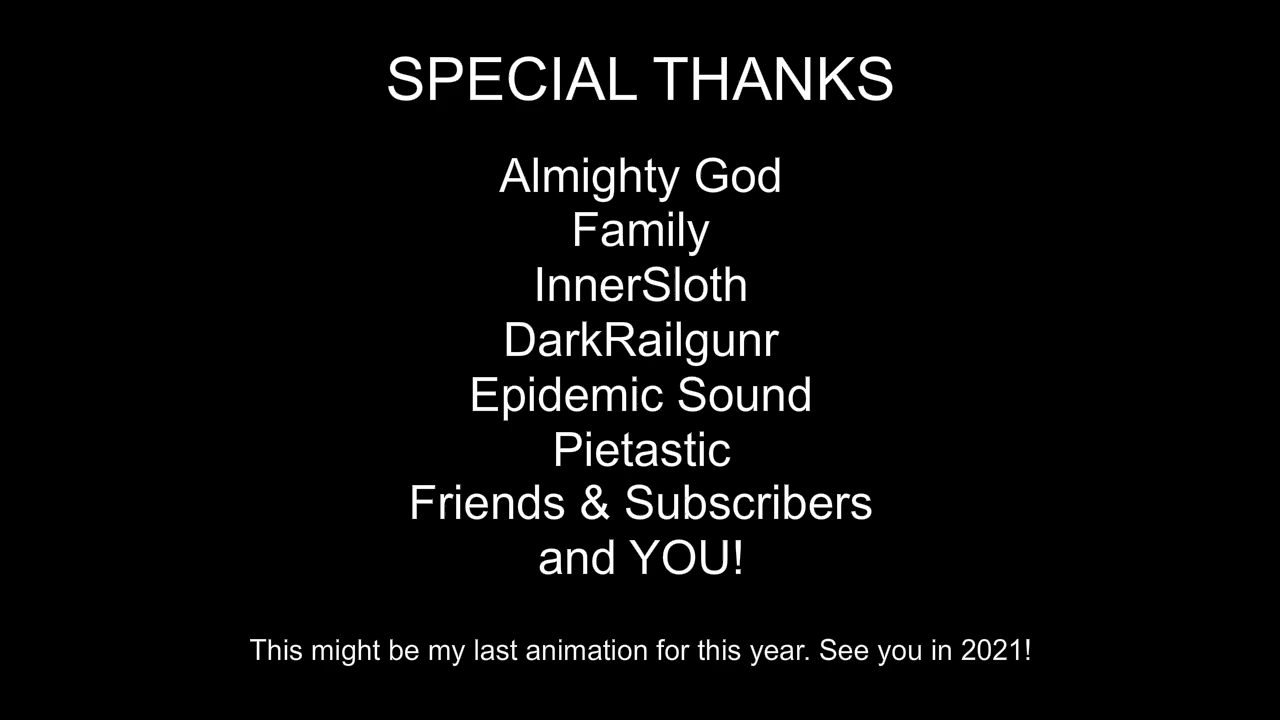 SPECIAL THANKS
Almighty God
Family
InnerSloth
DarkRailgunr
Epidemic Sound
Pietastic
Friends & Subscribers
and YOU!
This might be my last animation for this year. See you in 2021!